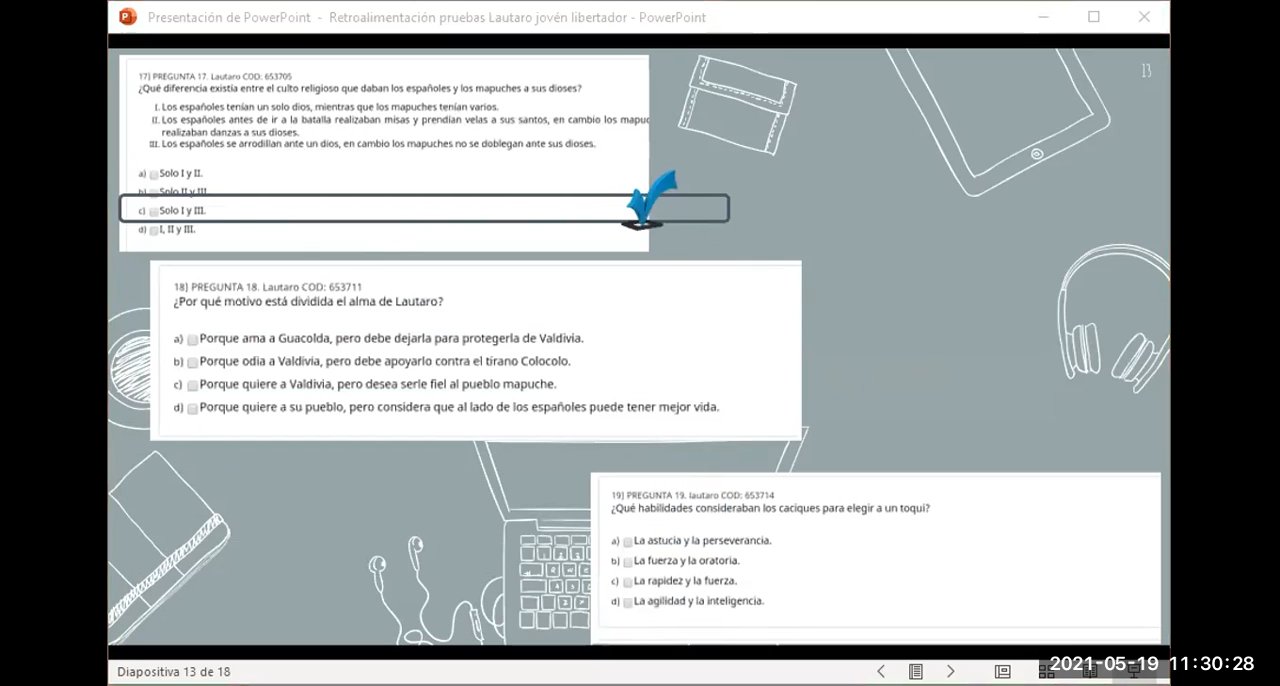 Presentación de PowerPoint - Retroalimentación pruebas Lautaro jovén libertador - PowerPoint
13
17) PREGUNTA 17. Lautaro COD: 653705
¿Qué diferencia existía entre el culto religioso que daban los españoles y los mapuches a sus dioses?
I. Los españoles tenían un solo dios, mientras que los mapuches tenían varios.
II. Los españoles antes de ir a la batalla realizaban misas y prendían velas a sus santos, en cambio los mapuc
realizaban danzas a sus dioses.
III. Los españoles se arrodillan ante un dios, en cambio los mapuches no se doblegan ante sus dioses.
a) Solo I y II.
b) Solo II y III.
c) Solo I y III.
d) I, II y III.
18) PREGUNTA 18. Lautaro COD: 653711
¿Por qué motivo está dividida el alma de Lautaro?
a) Porque ama a Guacolda, pero debe dejarla para protegerla de Valdivia.
b) Porque odia a Valdivia, pero debe apoyarlo contra el tirano Colocolo.
c) Porque quiere a Valdivia, pero desea serle fiel al pueblo mapuche.
d) Porque quiere a su pueblo, pero considera que al lado de los españoles puede tener mejor vida.
19) PREGUNTA 19. lautaro COD: 653714
¿Qué habilidades consideraban los caciques para elegir a un toqui?
a) La astucia y la perseverancia.
b) La fuerza y la oratoria.
c) La rapidez y la fuerza.
d) La agilidad y la inteligencia.
Diapositiva 13 de 18
2021-05-19 11:30:28